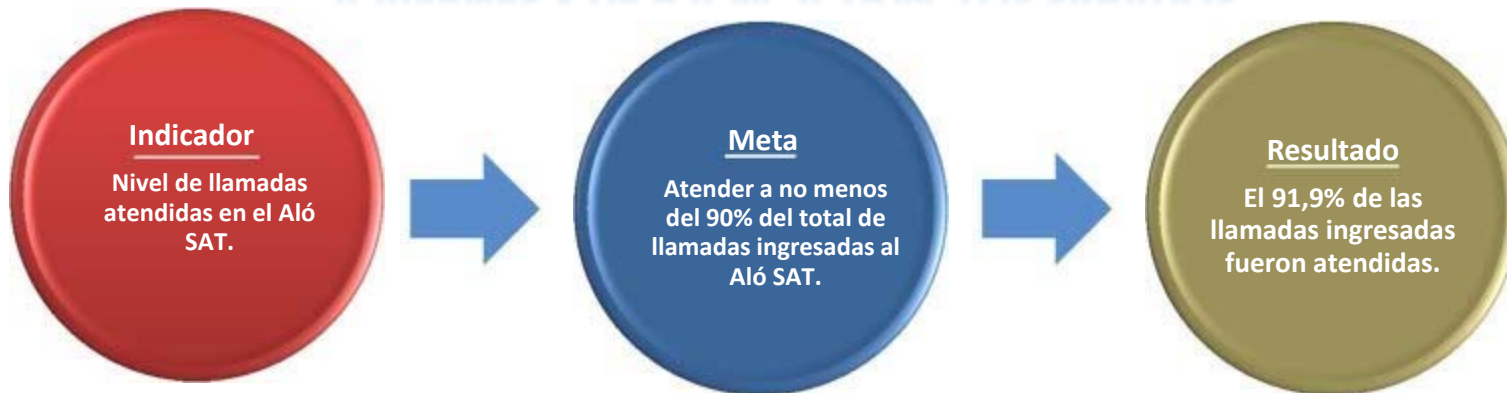 Indicador
Nivel de llamadas
atendidas en el Aló
SAT.
Meta
Atender a no menos
del 90% del total de
llamadas ingresadas al
Aló SAT.
Resultado
El 91,9% de las
llamadas ingresadas
fueron atendidas.